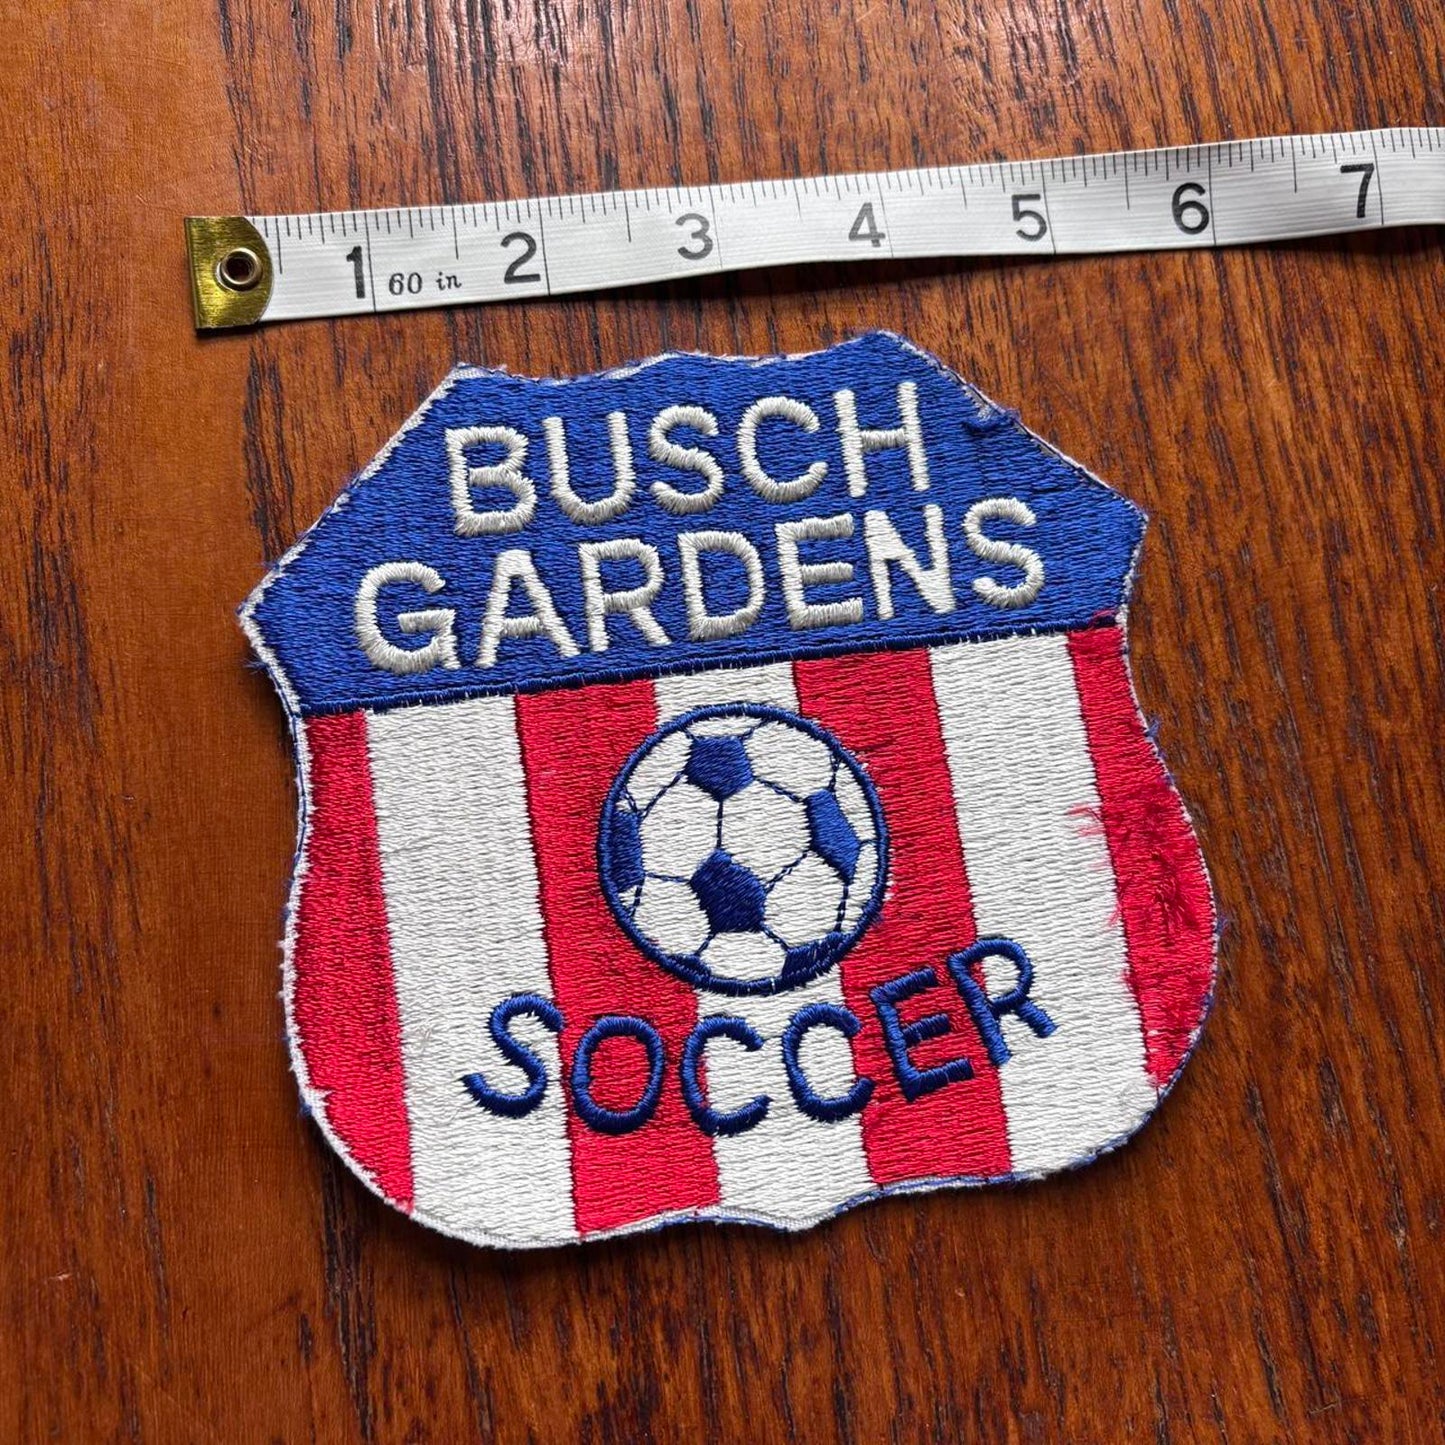 1 60 in 2 3 4 5 6 7
BUSCH
GARDENS
SOCCER